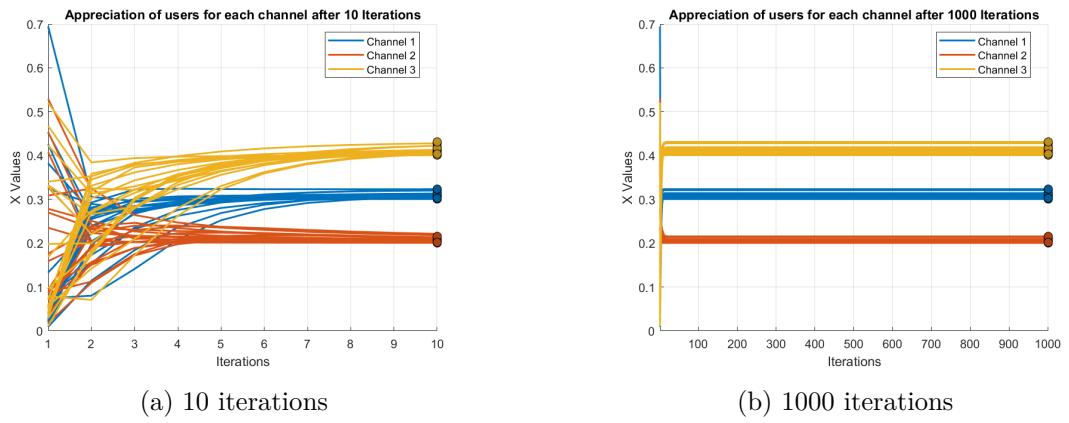 Appreciation of users for each channel after 10 Iterations
0.7
0.6
0.5
0.4
0.3
0.2
0.1
0
X Values
Channel 1
Channel 2
Channel 3
1 2 3 4 5 6 7 8 9 10
Iterations
(a) 10 iterations
Appreciation of users for each channel after 1000 Iterations
0.7
0.6
0.5
0.4
0.3
0.2
0.1
0
X Values
Channel 1
Channel 2
Channel 3
100 200 300 400 500 600 700 800 900 1000
Iterations
(b) 1000 iterations